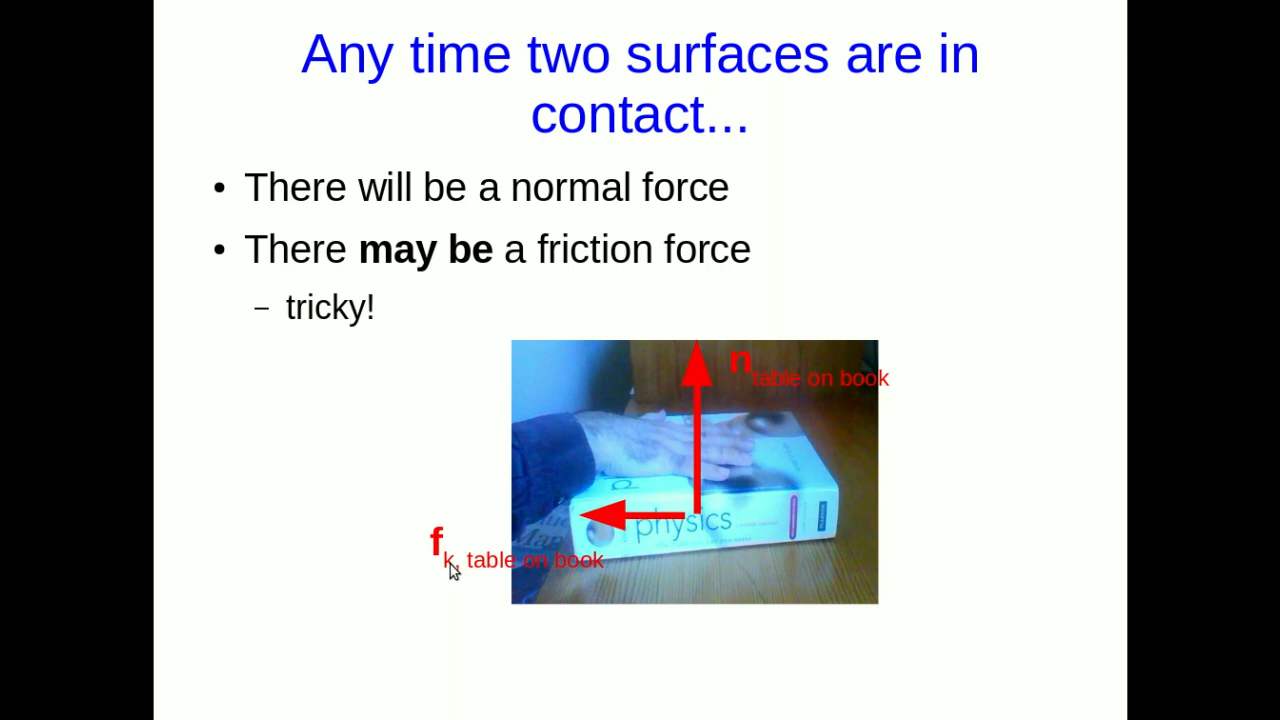 Any time two surfaces are in
contact...
• There will be a normal force
• There may be a friction force
– tricky!
n table on book
physics
f k, table on book